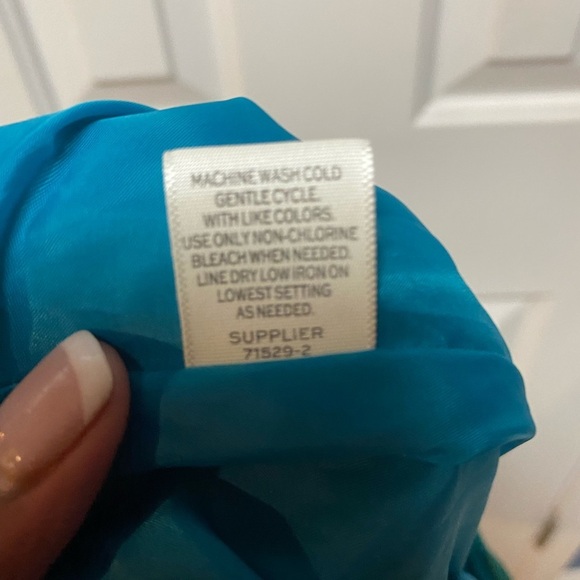 MACHINE WASH COLD
GENTLE CYCLE.
WITH LIKE COLORS.
USE ONLY NON-CHLORINE
BLEACH WHEN NEEDED.
LINE DRY LOW IRON ON
LOWEST SETTING
AS NEEDED.
SUPPLIER
71529-2